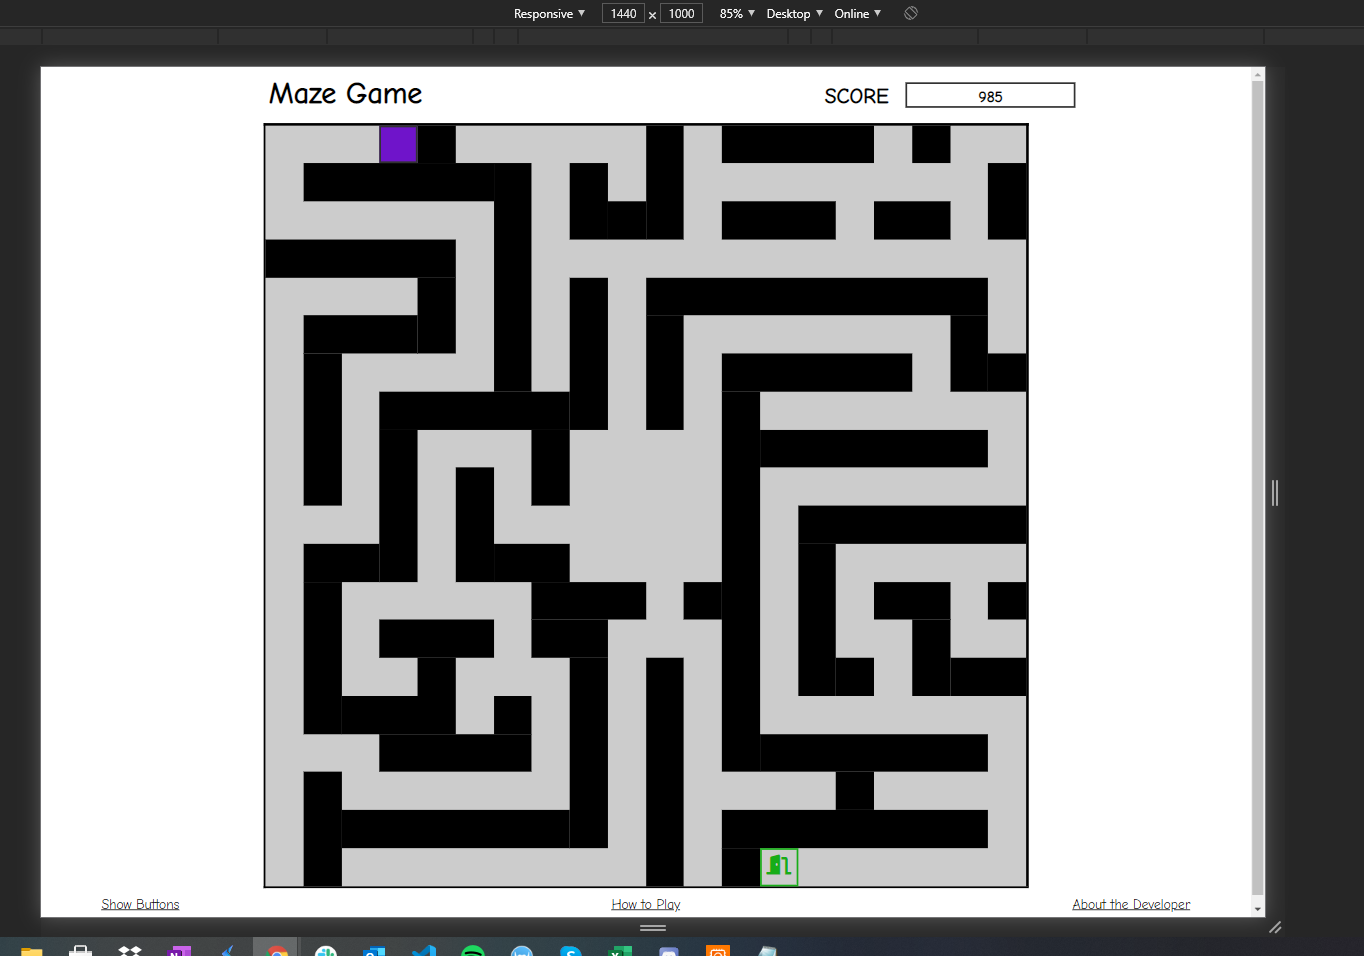 Responsive ▼ 1440 x 1000 85% ▼ Desktop ▼ Online ▼
Maze Game
SCORE 985
Show Buttons How to Play About the Developer